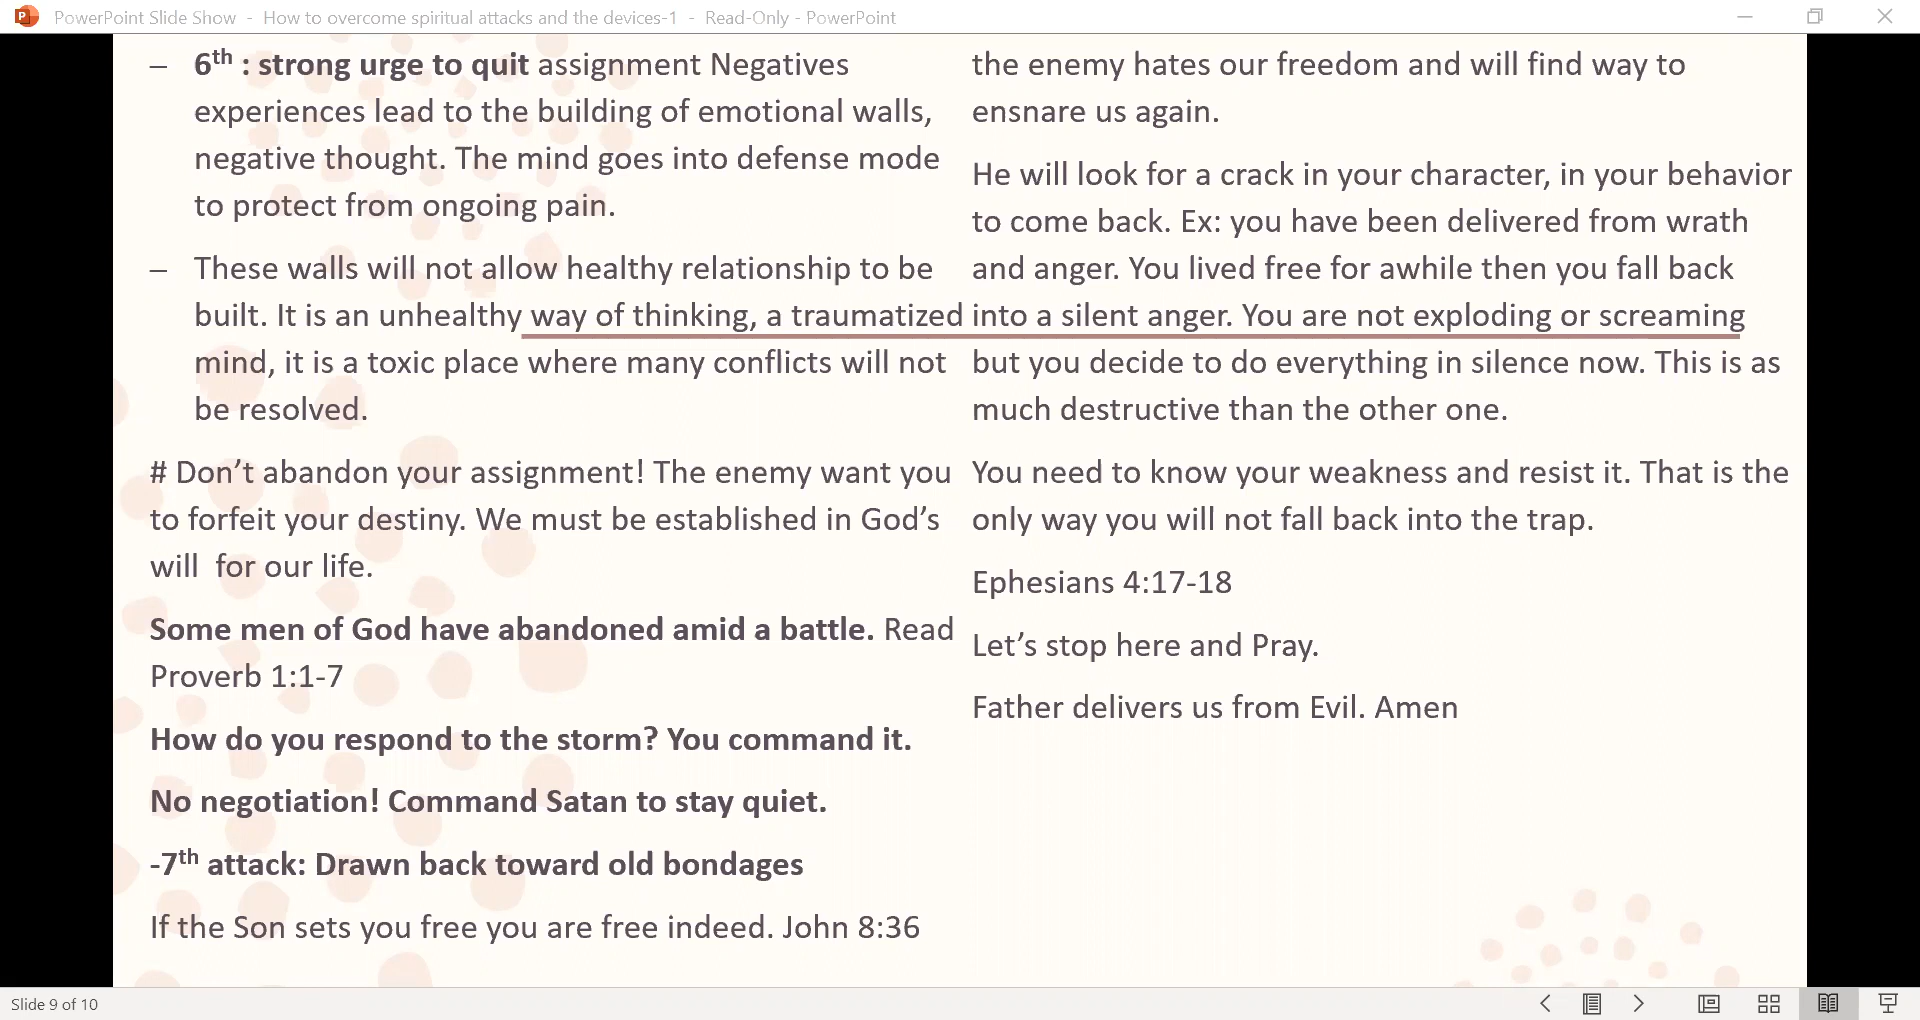 PowerPoint Slide Show - How to overcome spiritual attacks and the devices-1 - Read-Only - PowerPoint
– 6th : strong urge to quit assignment Negatives
experiences lead to the building of emotional walls,
negative thought. The mind goes into defense mode
to protect from ongoing pain.
– These walls will not allow healthy relationship to be
built. It is an unhealthy way of thinking, a traumatized
mind, it is a toxic place where many conflicts will not
be resolved.
# Don’t abandon your assignment! The enemy want you
to forfeit your destiny. We must be established in God’s
will  for our life.
Some men of God have abandoned amid a battle. Read
Proverb 1:1-7
How do you respond to the storm? You command it.
No negotiation! Command Satan to stay quiet.
-7th attack: Drawn back toward old bondages
If the Son sets you free you are free indeed. John 8:36
the enemy hates our freedom and will find way to
ensnare us again.
He will look for a crack in your character, in your behavior
to come back. Ex: you have been delivered from wrath
and anger. You lived free for awhile then you fall back
into a silent anger. You are not exploding or screaming
but you decide to do everything in silence now. This is as
much destructive than the other one.
You need to know your weakness and resist it. That is the
only way you will not fall back into the trap.
Ephesians 4:17-18
Let’s stop here and Pray.
Father delivers us from Evil. Amen
Slide 9 of 10